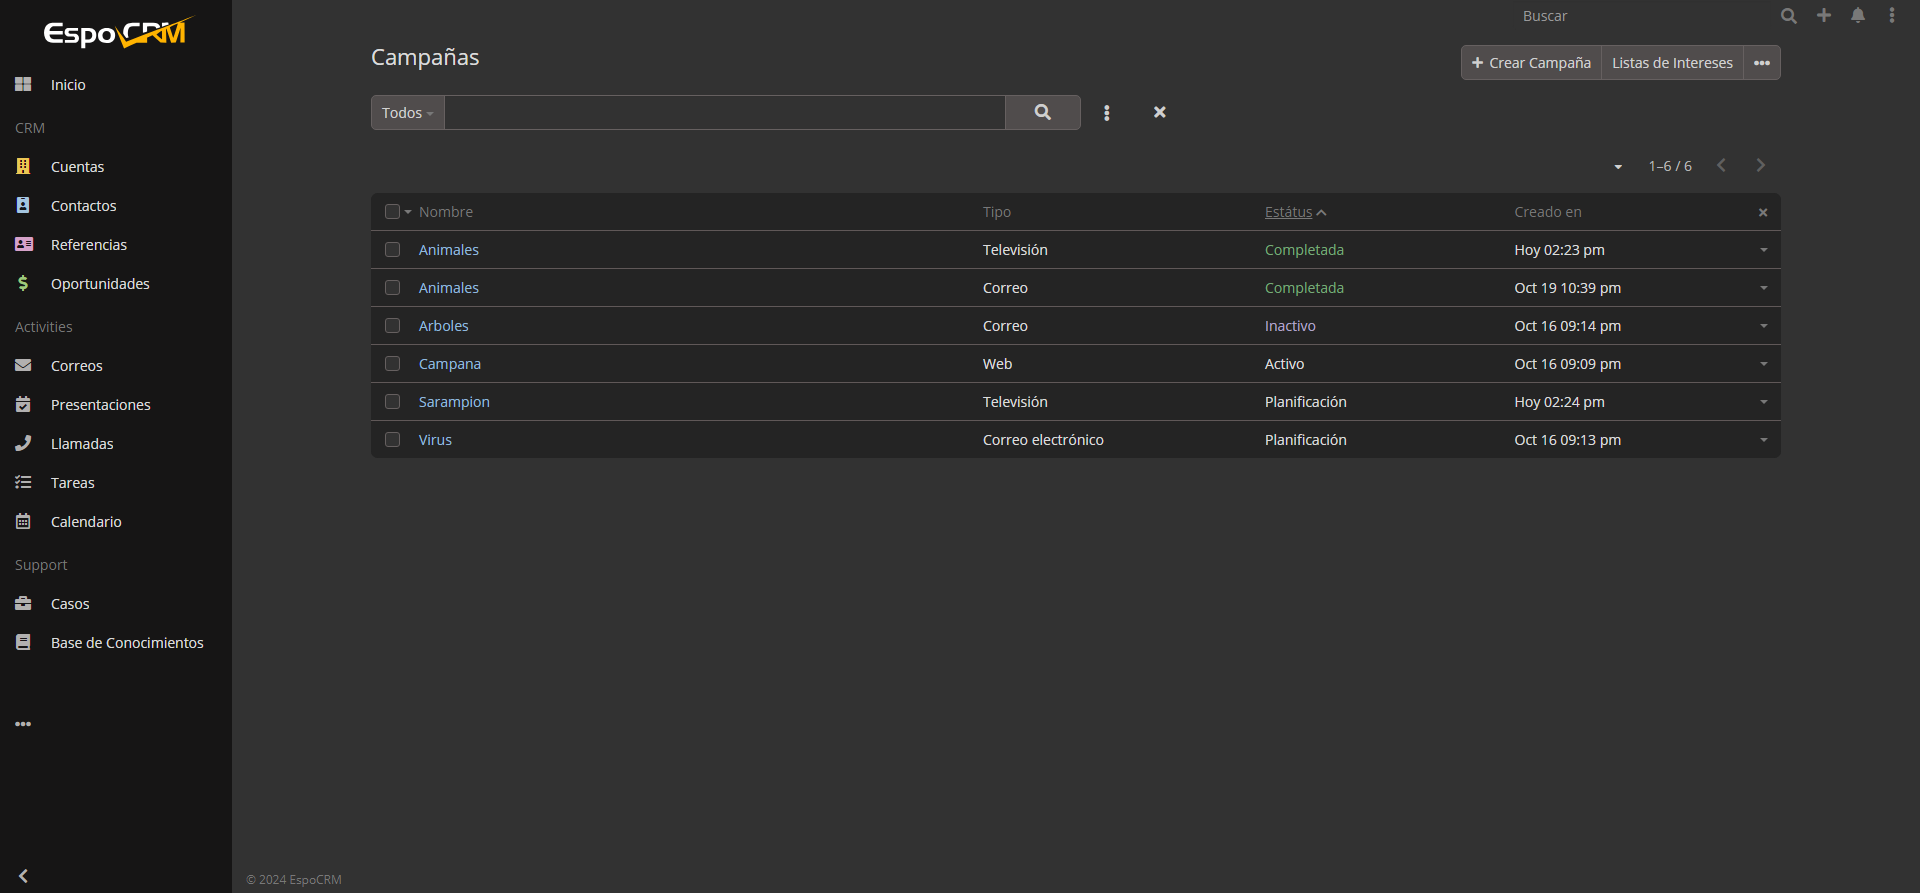 EspoCRM
Buscar
Inicio
CRM
Cuentas
Contactos
Referencias
Oportunidades
Activities
Correos
Presentaciones
Llamadas
Tareas
Calendario
Support
Casos
Base de Conocimientos
Campañas
Crear Campaña Listas de Intereses
Todos
1–6 / 6
Nombre Tipo Estátus Creado en
Animales Televisión Completada Hoy 02:23 pm
Animales Correo Completada Oct 19 10:39 pm
Arboles Correo Inactivo Oct 16 09:14 pm
Campana Web Activo Oct 16 09:09 pm
Sarampion Televisión Planificación Hoy 02:24 pm
Virus Correo electrónico Planificación Oct 16 09:13 pm
© 2024 EspoCRM